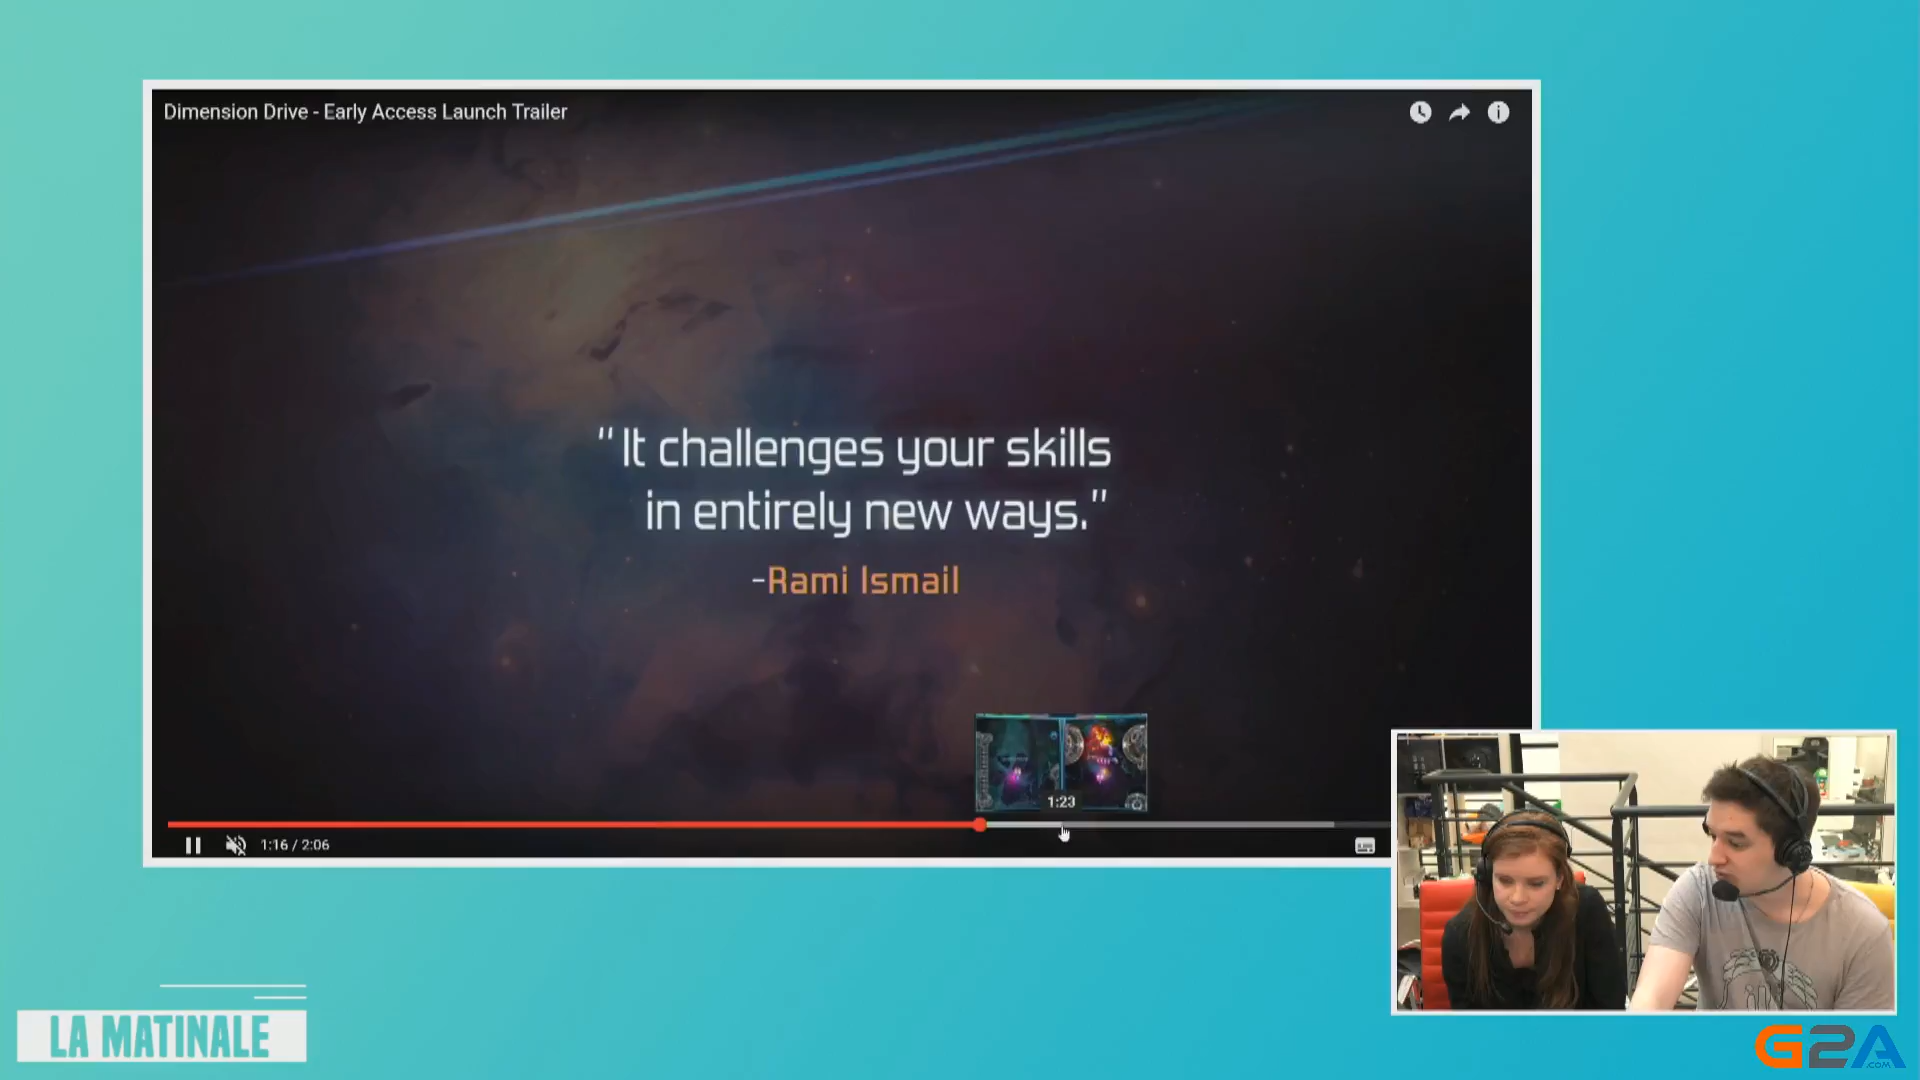 Dimension Drive - Early Access Launch Trailer
“It challenges your skills
in entirely new ways.”
-Rami Ismail
1:23
1:16 / 2:06
LA MATINALE
G2A
.COM